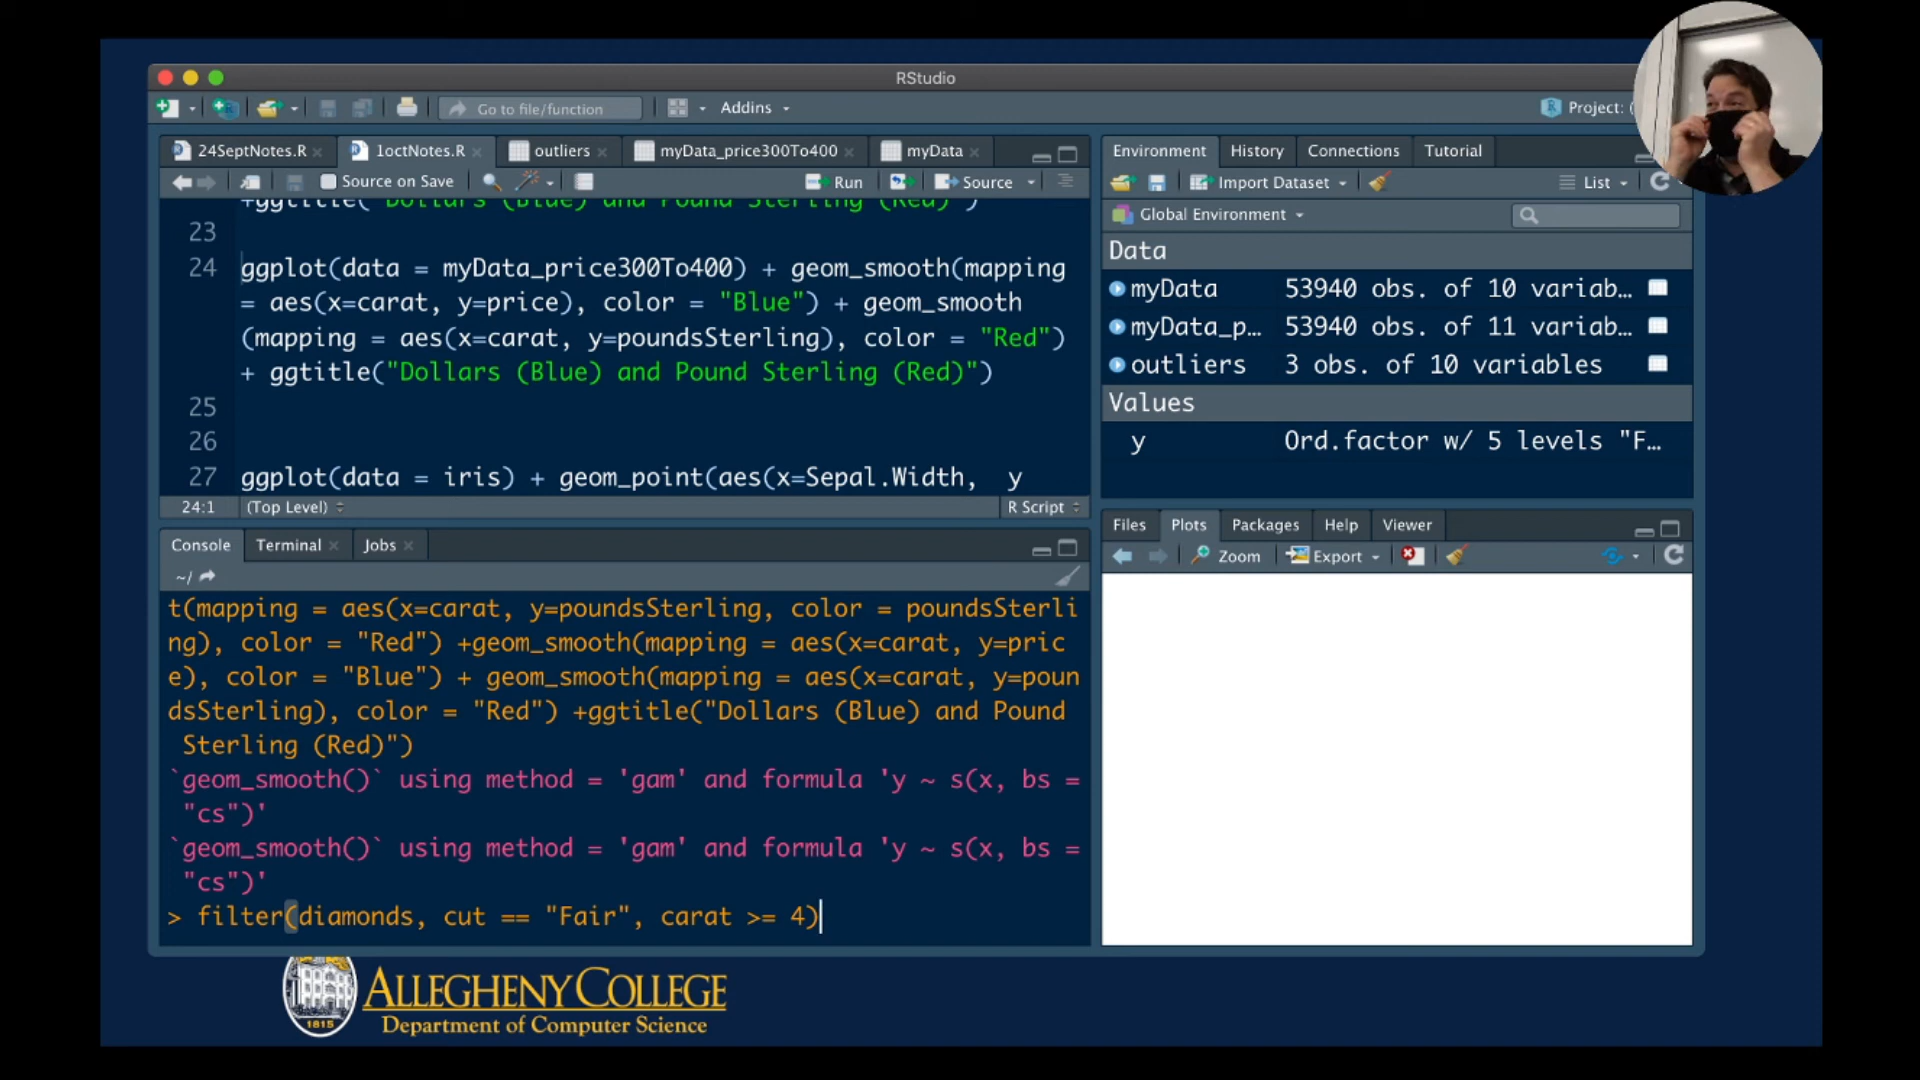 RStudio
Go to file/function
Addins
Project: (
24SeptNotes.R
1octNotes.R
outliers
myData_price300To400
myData
Source on Save
Run
Source
+ggtitle("Dollars (Blue) and Pound Sterling (Red)")
23
24 ggplot(data = myData_price300To400) + geom_smooth(mapping
= aes(x=carat, y=price), color = "Blue") + geom_smooth
(mapping = aes(x=carat, y=poundsSterling), color = "Red")
+ ggtitle("Dollars (Blue) and Pound Sterling (Red)")
25
26
27 ggplot(data = iris) + geom_point(aes(x=Sepal.Width, y
24:1 (Top Level) R Script
Console Terminal Jobs
~/
t(mapping = aes(x=carat, y=poundsSterling, color = poundsSterli
ng), color = "Red") +geom_smooth(mapping = aes(x=carat, y=pric
e), color = "Blue") + geom_smooth(mapping = aes(x=carat, y=poun
dsSterling), color = "Red") +ggtitle("Dollars (Blue) and Pound
Sterling (Red)")
`geom_smooth()` using method = 'gam' and formula 'y ~ s(x, bs =
"cs")'
`geom_smooth()` using method = 'gam' and formula 'y ~ s(x, bs =
"cs")'
> filter(diamonds, cut == "Fair", carat >= 4)
Environment History Connections Tutorial
Import Dataset List
Global Environment
Data
myData 53940 obs. of 10 variab…
myData_p… 53940 obs. of 11 variab…
outliers 3 obs. of 10 variables
Values
y Ord.factor w/ 5 levels "F…
Files Plots Packages Help Viewer
Zoom Export
1815
ALLEGHENY COLLEGE
Department of Computer Science